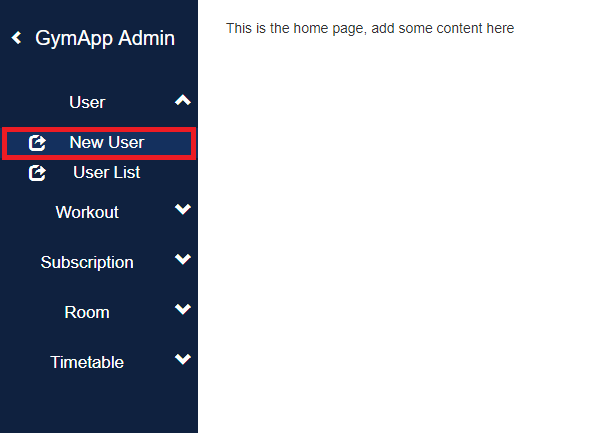 GymApp Admin
This is the home page, add some content here
User
New User
User List
Workout
Subscription
Room
Timetable